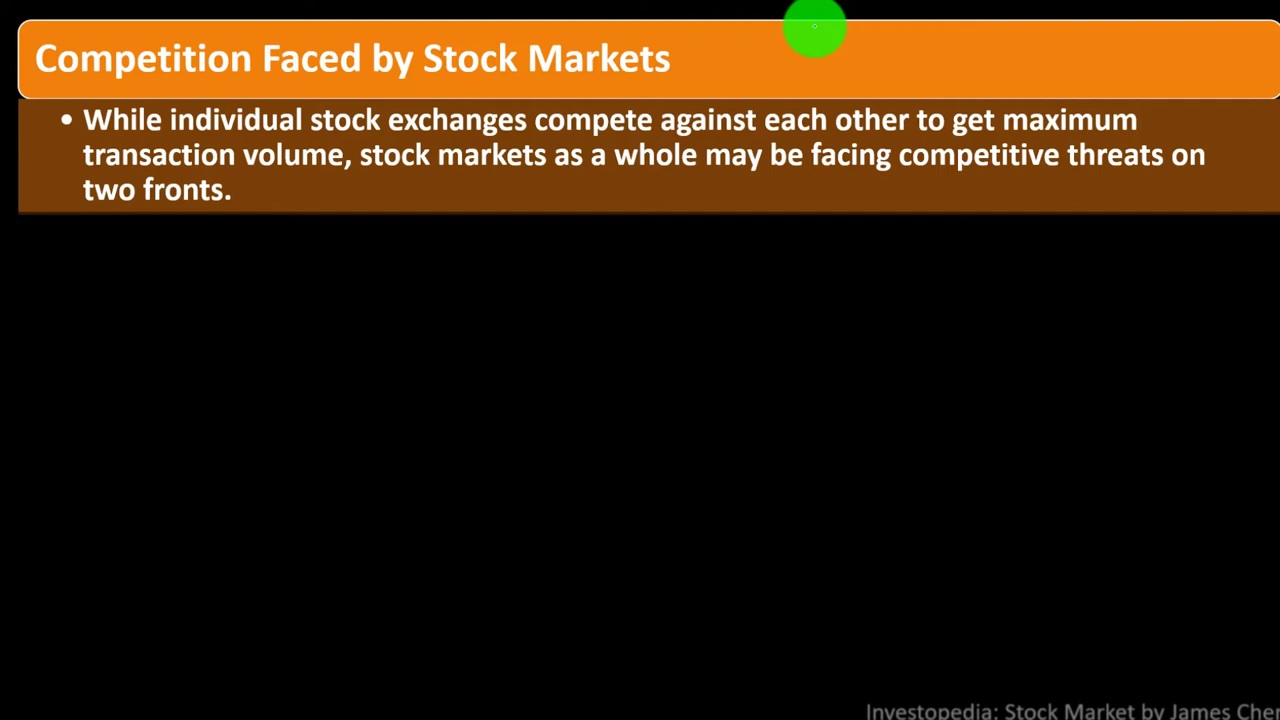 Competition Faced by Stock Markets
• While individual stock exchanges compete against each other to get maximum
transaction volume, stock markets as a whole may be facing competitive threats on
two fronts.
Investopedia: Stock Market by James Chen